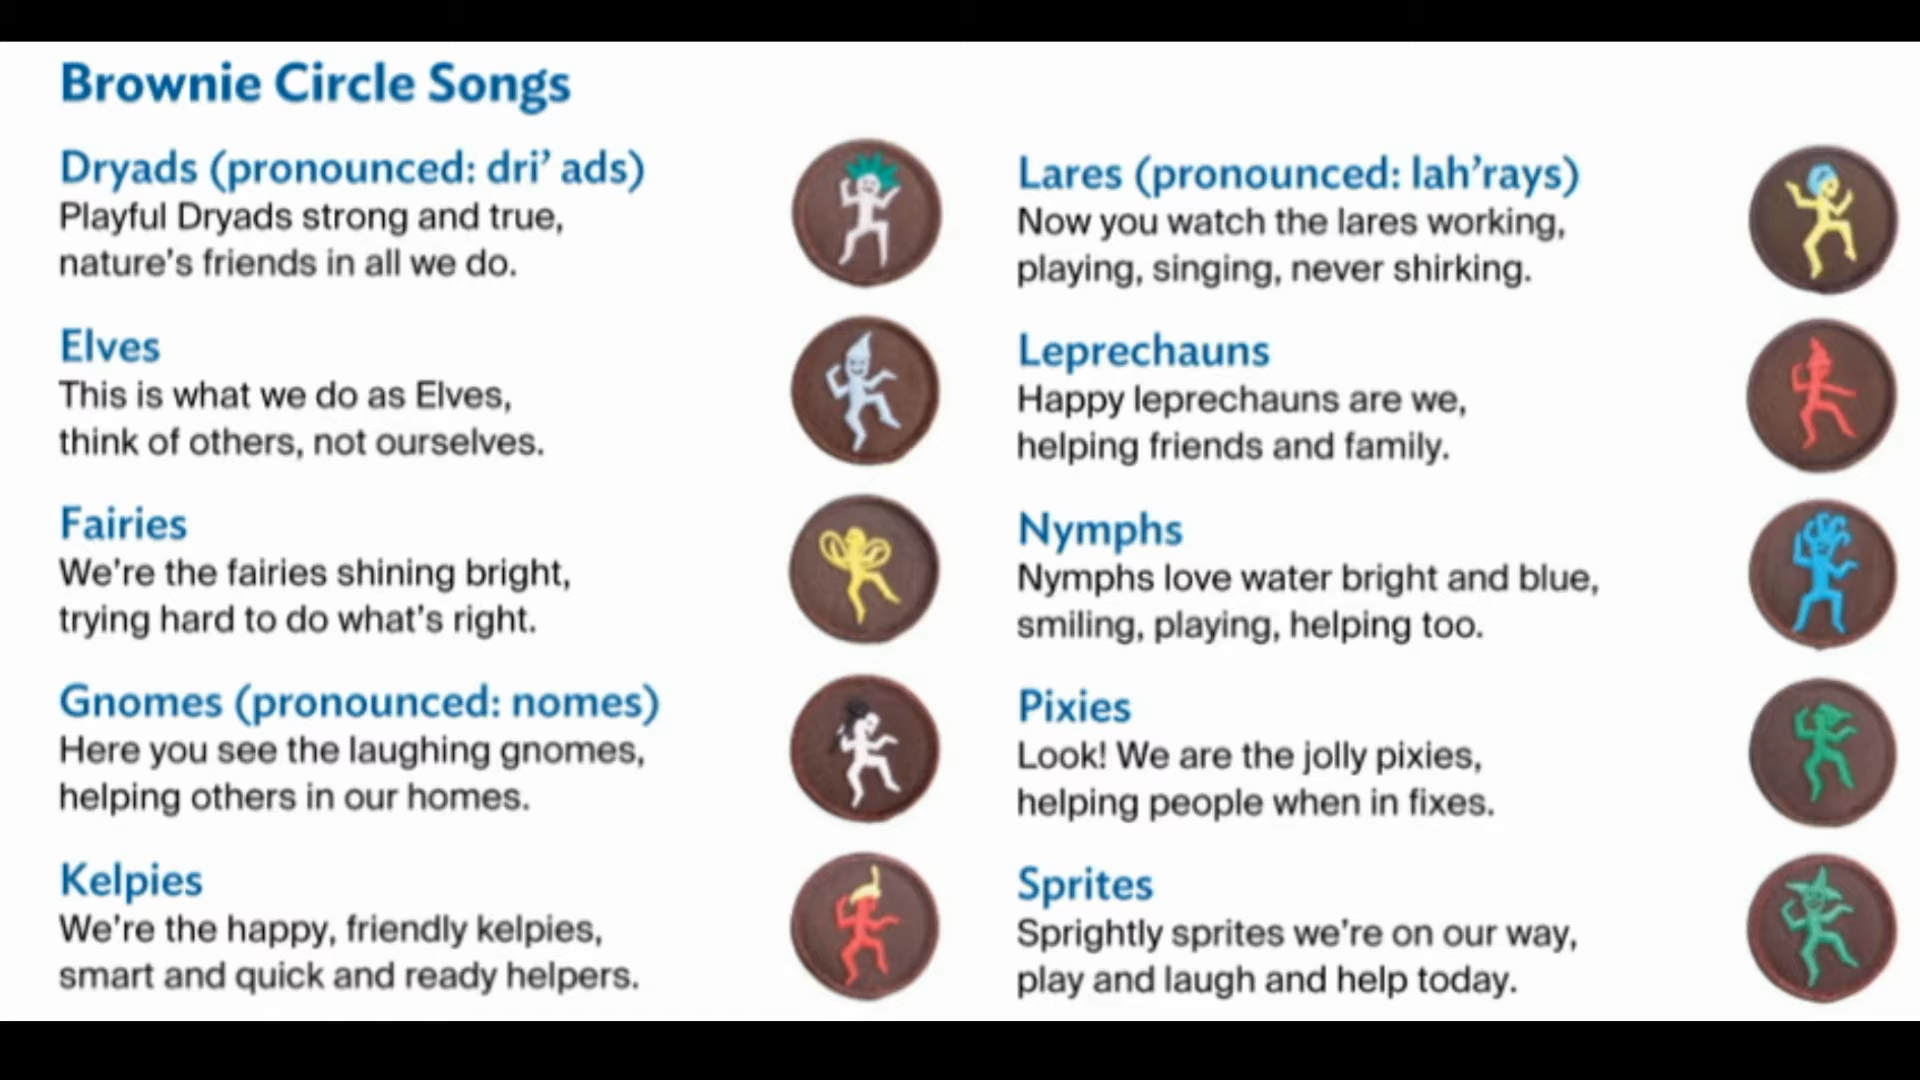 Brownie Circle Songs
Dryads (pronounced: dri’ ads)
Playful Dryads strong and true,
nature’s friends in all we do.
Elves
This is what we do as Elves,
think of others, not ourselves.
Fairies
We’re the fairies shining bright,
trying hard to do what’s right.
Gnomes (pronounced: nomes)
Here you see the laughing gnomes,
helping others in our homes.
Kelpies
We’re the happy, friendly kelpies,
smart and quick and ready helpers.
Lares (pronounced: lah’rays)
Now you watch the lares working,
playing, singing, never shirking.
Leprechauns
Happy leprechauns are we,
helping friends and family.
Nymphs
Nymphs love water bright and blue,
smiling, playing, helping too.
Pixies
Look! We are the jolly pixies,
helping people when in fixes.
Sprites
Sprightly sprites we’re on our way,
play and laugh and help today.